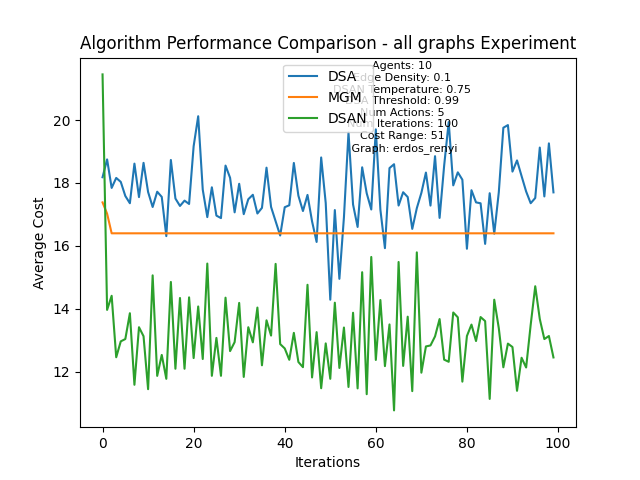 Algorithm Performance Comparison - all graphs Experiment
Agents: 10
Edge Density: 0.1
DSAN Temperature: 0.75
Threshold: 0.99
Num Actions: 5
Num Iterations: 100
Cost Range: 51
Graph: erdos_renyi
DSA
MGM
DSAN
20
18
16
14
12
Average Cost
0
20
40
60
80
100
Iterations